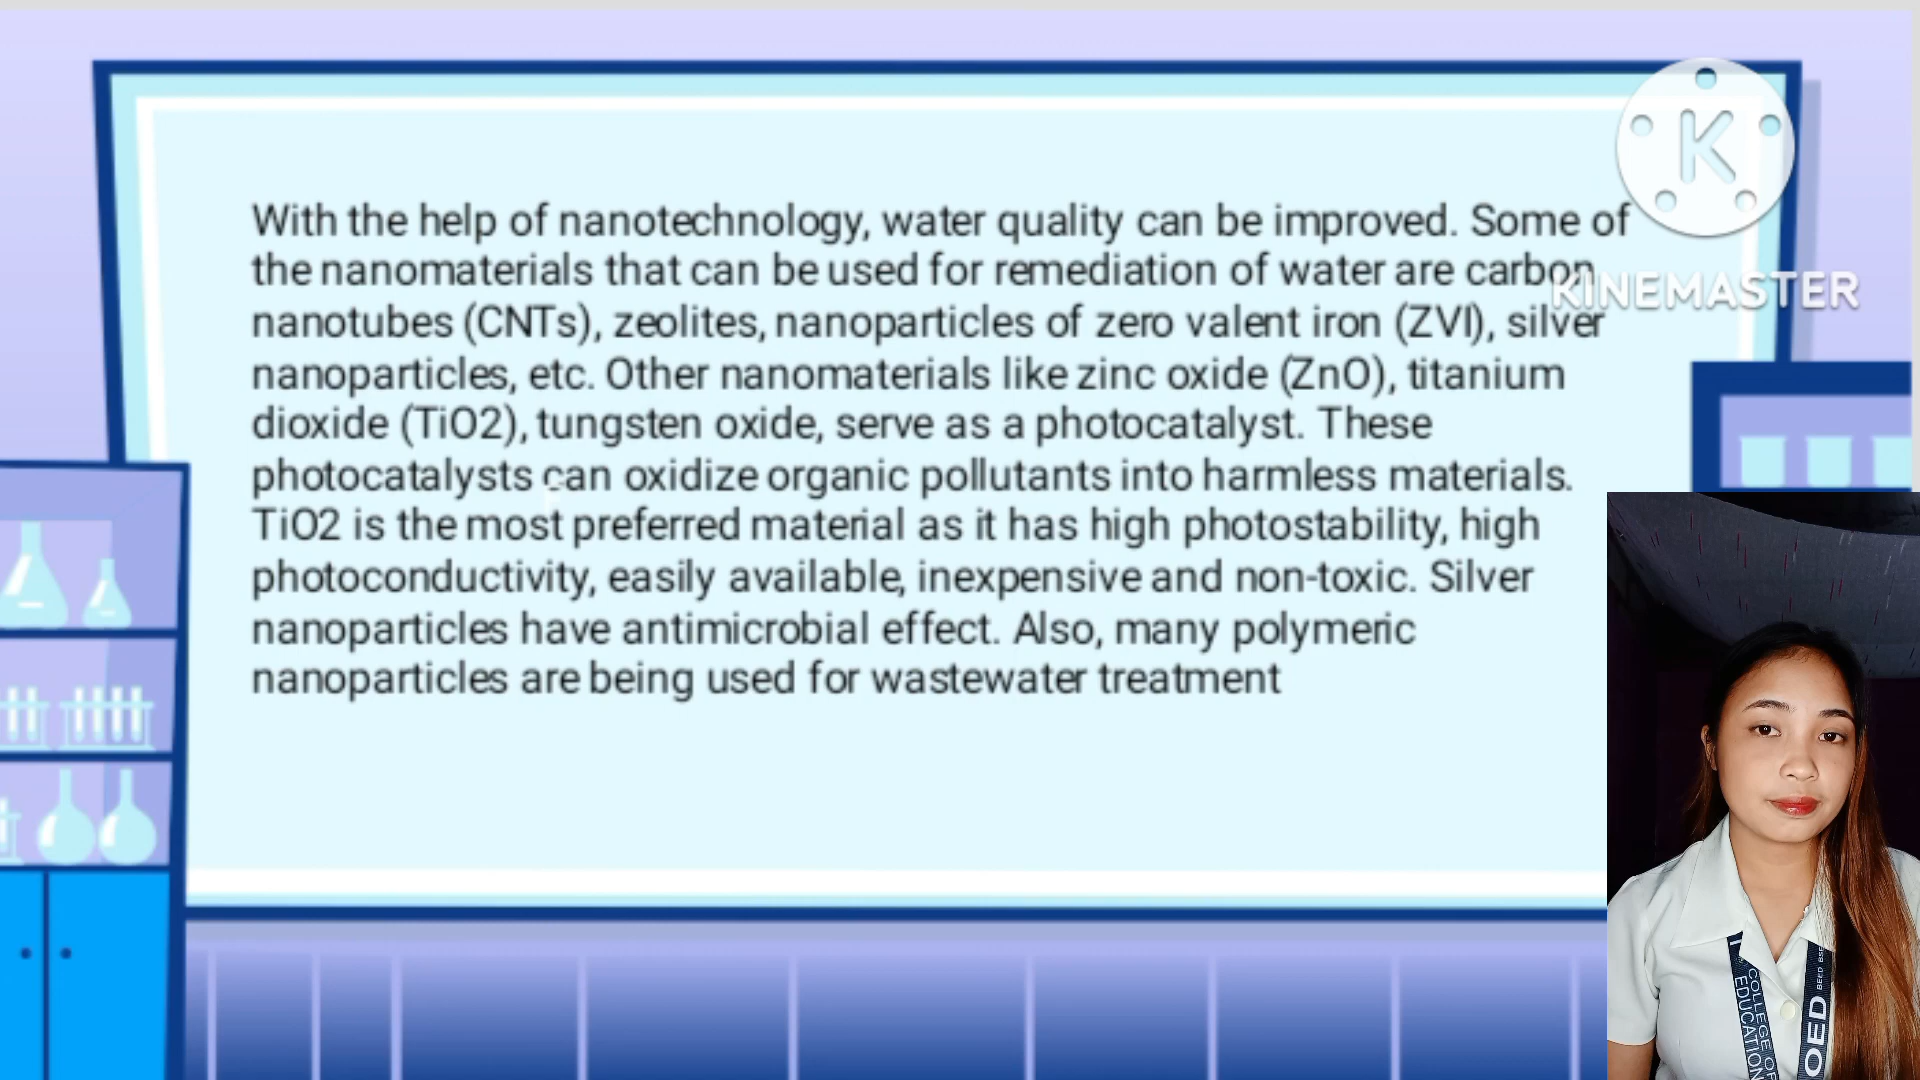 With the help of nanotechnology, water quality can be improved. Some of
the nanomaterials that can be used for remediation of water are carbon
nanotubes (CNTs), zeolites, nanoparticles of zero valent iron (ZVI), silver
nanoparticles, etc. Other nanomaterials like zinc oxide (ZnO), titanium
dioxide (TiO2), tungsten oxide, serve as a photocatalyst. These
photocatalysts can oxidize organic pollutants into harmless materials.
TiO2 is the most preferred material as it has high photostability, high
photoconductivity, easily available, inexpensive and non-toxic. Silver
nanoparticles have antimicrobial effect. Also, many polymeric
nanoparticles are being used for wastewater treatment
K
KINEMASTER
COLLEGE OF
EDUCATION
OED
BEED